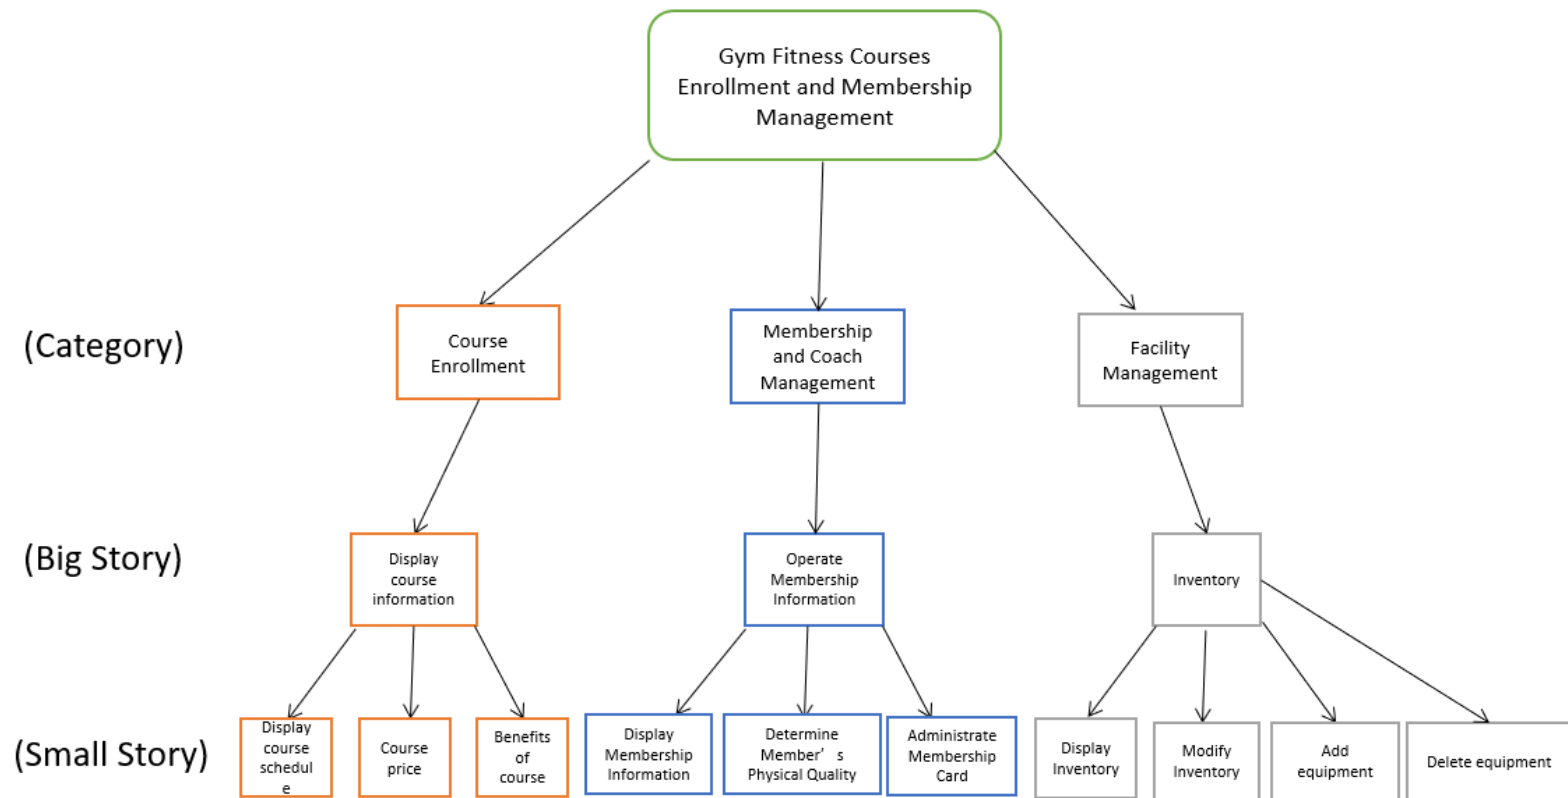 Gym Fitness Courses
Enrollment and Membership
Management
(Category)
Course
Enrollment
Membership
and Coach
Management
Facility
Management
(Big Story)
Display
course
information
Operate
Membership
Information
Inventory
(Small Story)
Display
course
schedul
e
Course
price
Benefits
of
course
Display
Membership
Information
Determine
Member’s
Physical Quality
Administrate
Membership
Card
Display
Inventory
Modify
Inventory
Add
equipment
Delete equipment